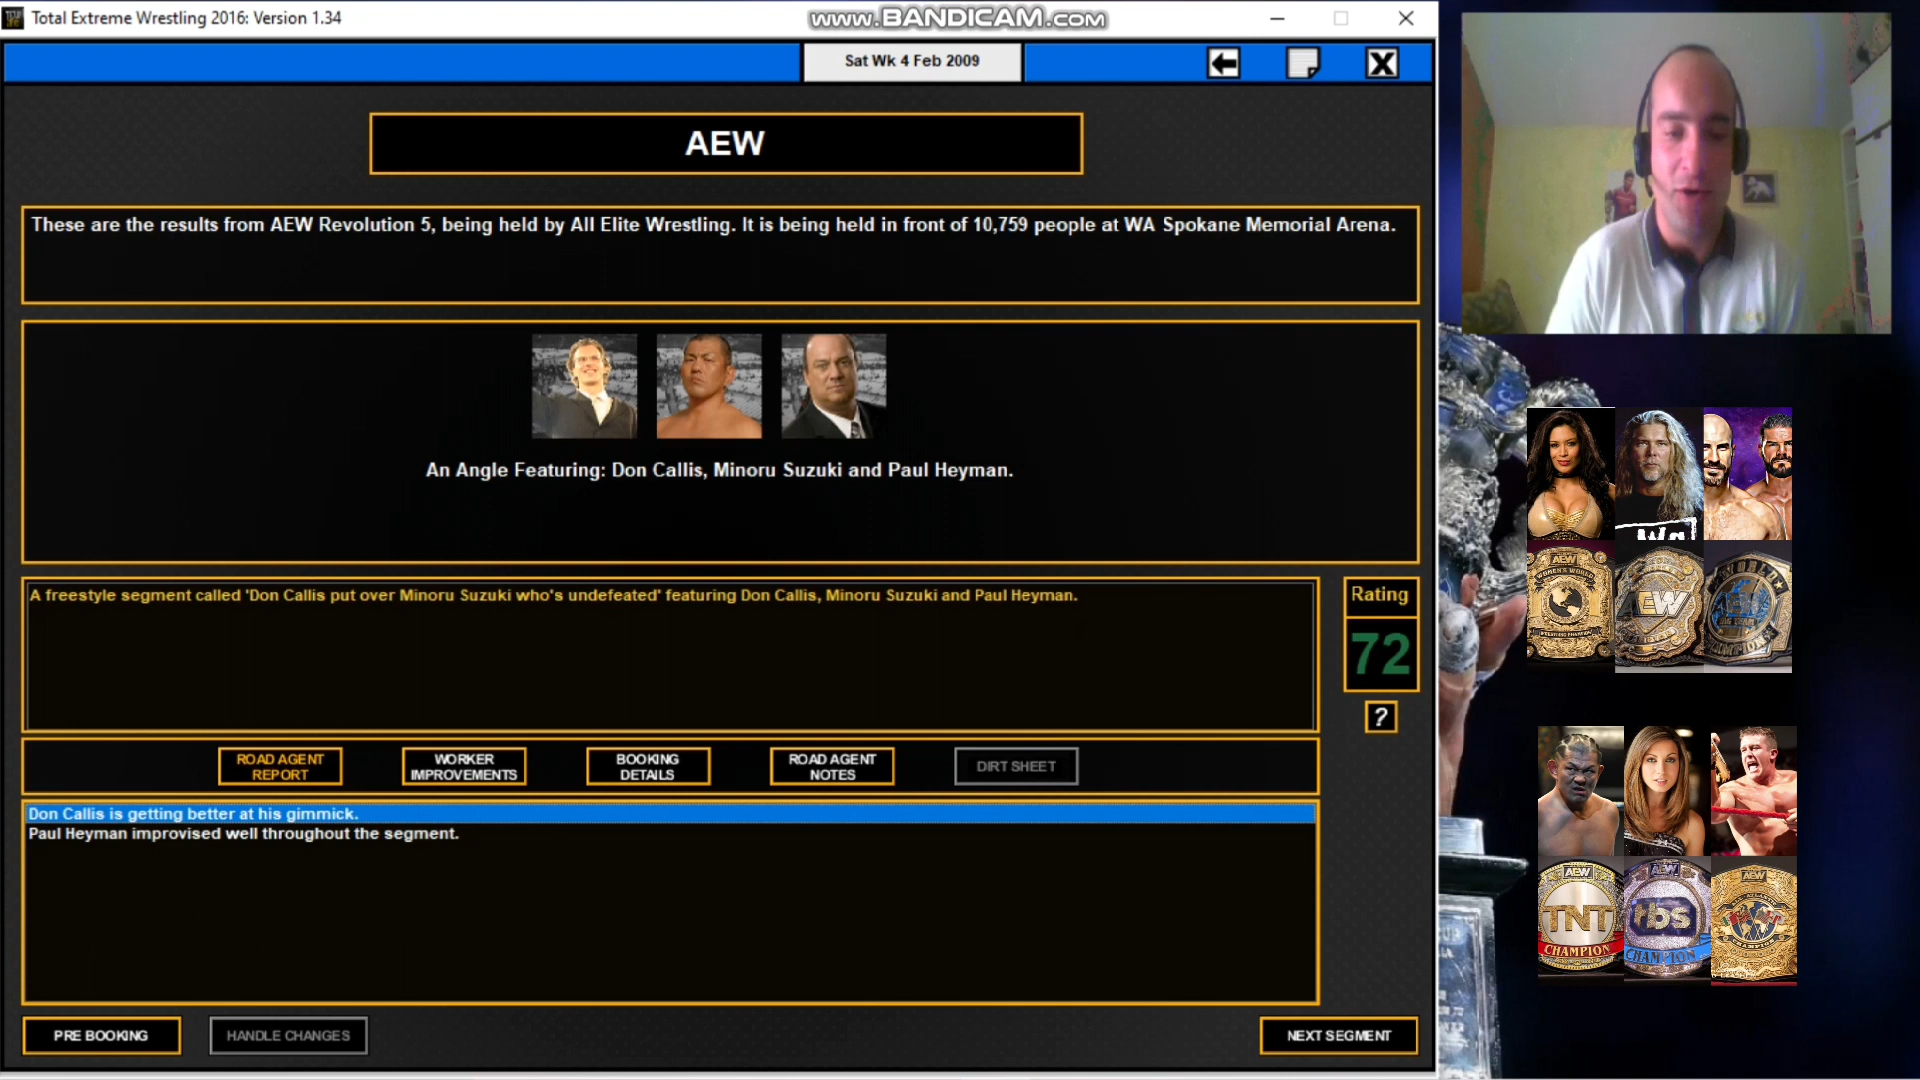 Total Extreme Wrestling 2016: Version 1.34
www.BANDICAM.com
Sat Wk 4 Feb 2009
AEW
These are the results from AEW Revolution 5, being held by All Elite Wrestling. It is being held in front of 10,759 people at WA Spokane Memorial Arena.
An Angle Featuring: Don Callis, Minoru Suzuki and Paul Heyman.
A freestyle segment called 'Don Callis put over Minoru Suzuki who's undefeated' featuring Don Callis, Minoru Suzuki and Paul Heyman.
Rating
72
?
ROAD AGENT REPORT
WORKER IMPROVEMENTS
BOOKING DETAILS
ROAD AGENT NOTES
DIRT SHEET
Don Callis is getting better at his gimmick.
Paul Heyman improvised well throughout the segment.
PRE BOOKING
HANDLE CHANGES
NEXT SEGMENT
AEW
WOMEN'S WORLD
AEW
WORLD
AEW
TNT
CHAMPION
AEW
tbs
CHAMPION
AEW